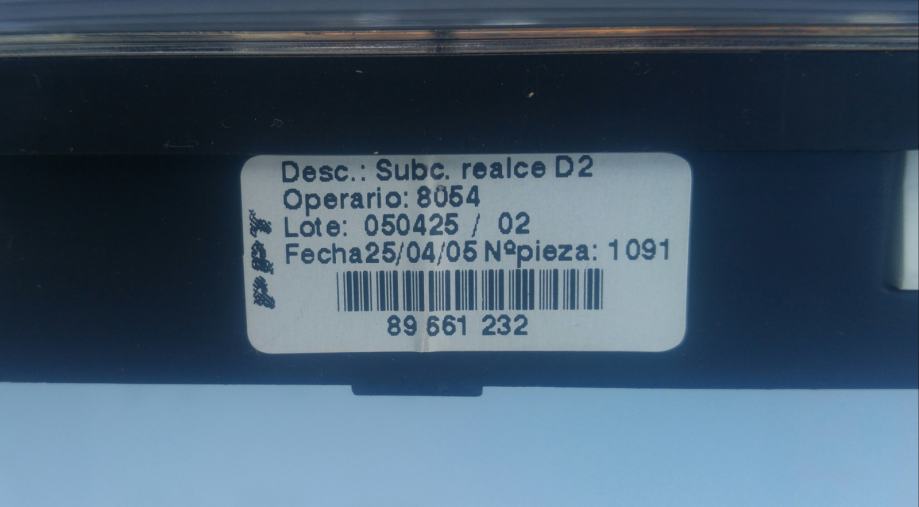 Desc.: Subc. realce D2
Operario: 8054
Lote: 050425 / 02
Fecha25/04/05 Nºpieza: 1091
89 661 232